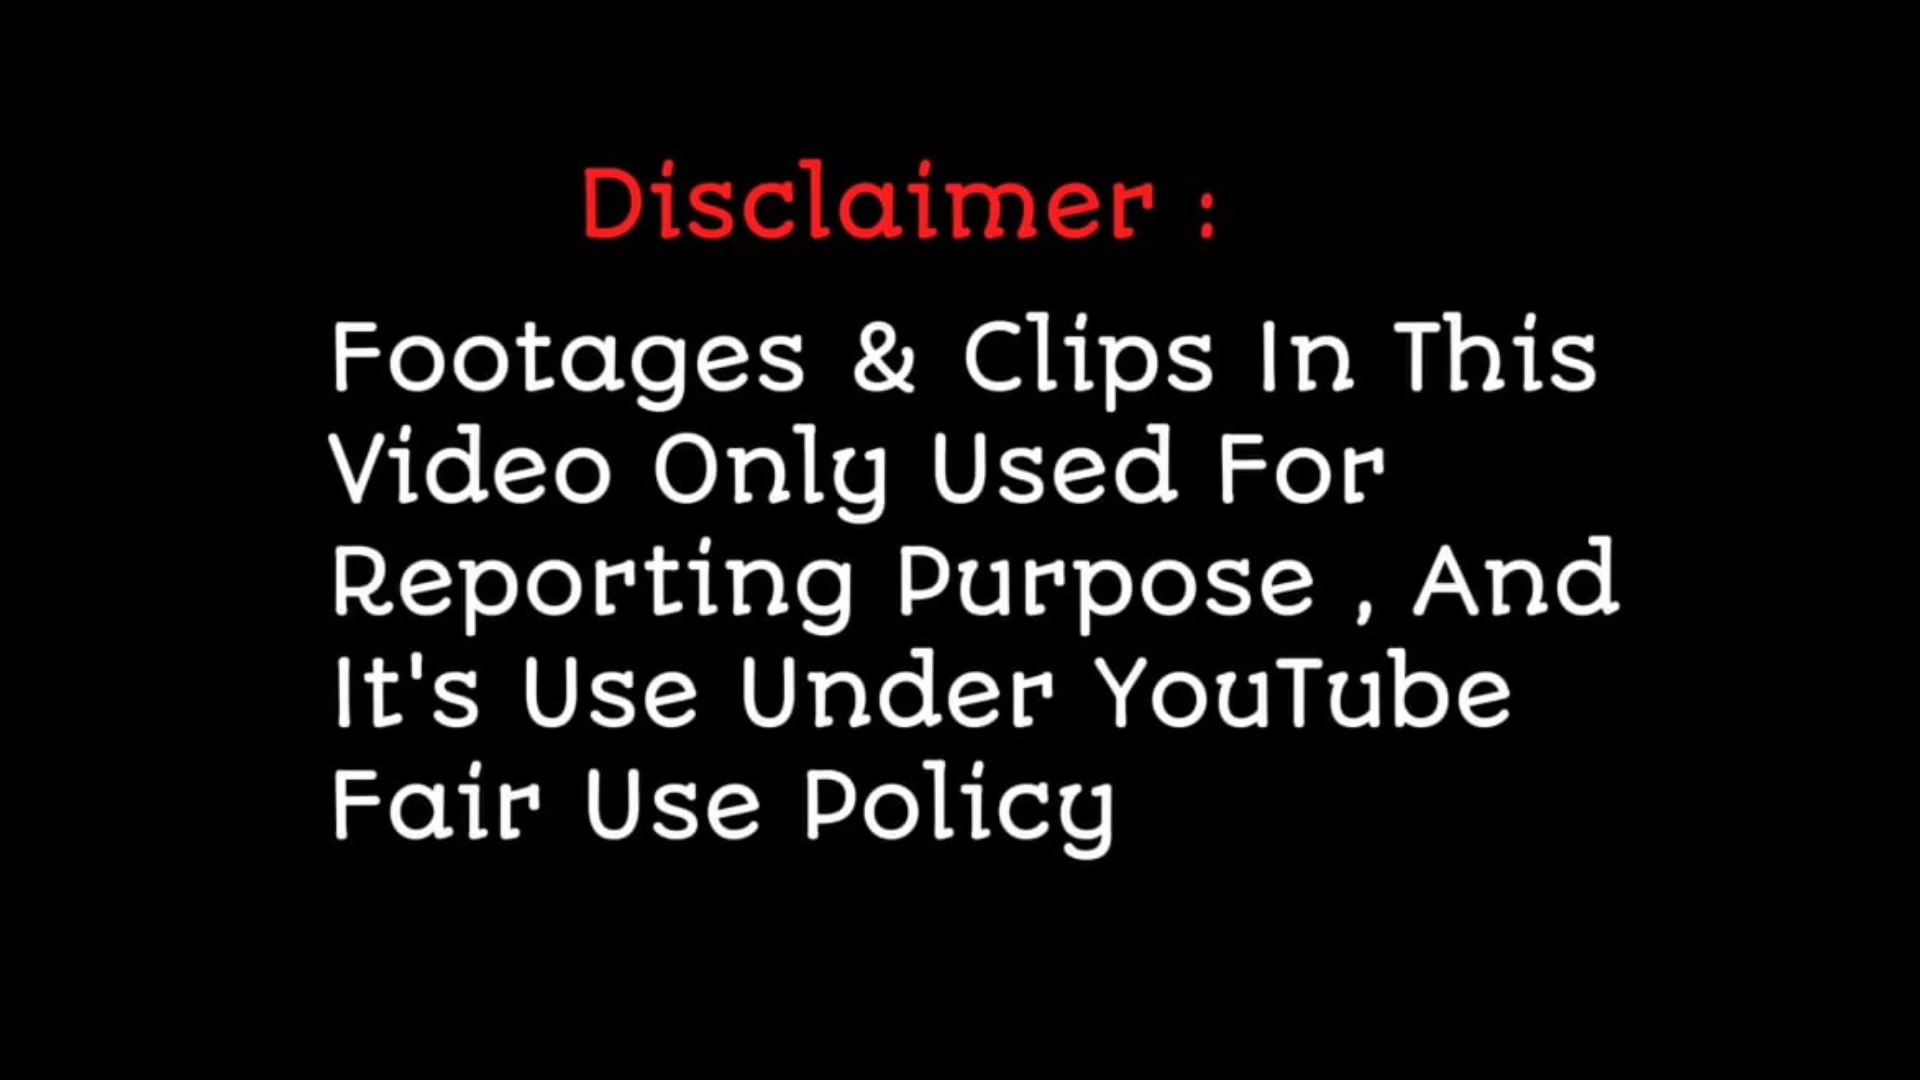 Disclaimer :
Footages & Clips In This
Video Only Used For
Reporting Purpose , And
It's Use Under YouTube
Fair Use Policy